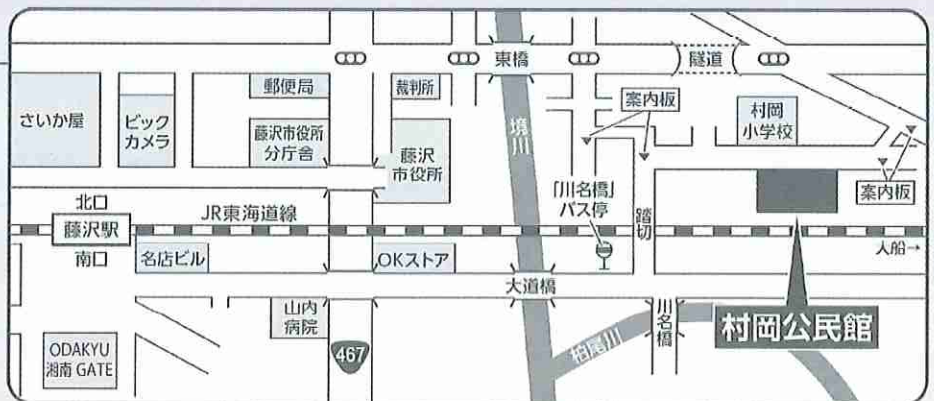 東橋
隧道
郵便局
裁判所
案内板
さいか屋
ビック
カメラ
藤沢市役所
分庁舎
藤沢
市役所
境川
村岡
小学校
「川名橋」
バス停
踏切
案内板
北口
JR東海道線
藤沢駅
南口
大船→
名店ビル
OKストア
大道橋
山内
病院
川名橋
村岡公民館
467
柏尾川
ODAKYU
湘南 GATE